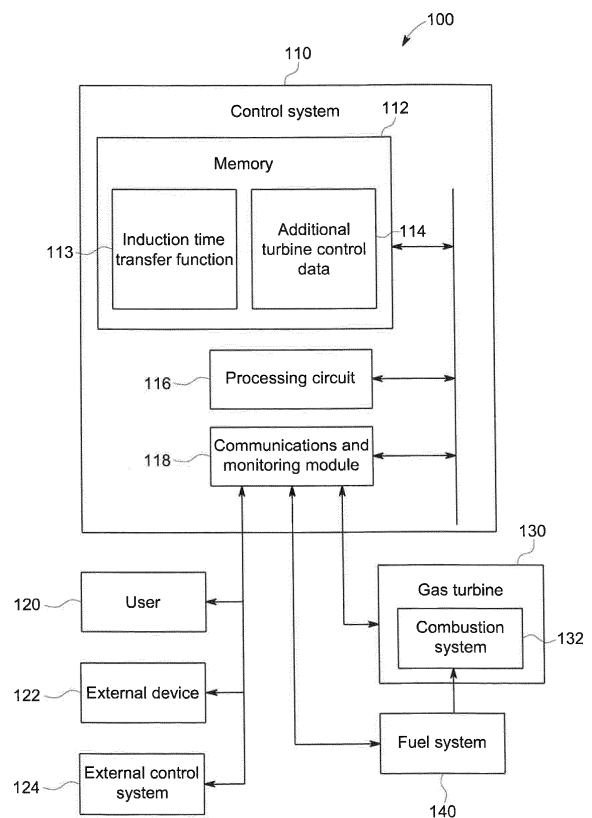 100
110
Control system
112
Memory
113
Induction time
transfer function
Additional
turbine control
data
114
116
Processing circuit
118
Communications and
monitoring module
130
Gas turbine
Combustion
system
132
120
User
122
External device
124
External control
system
Fuel system
140